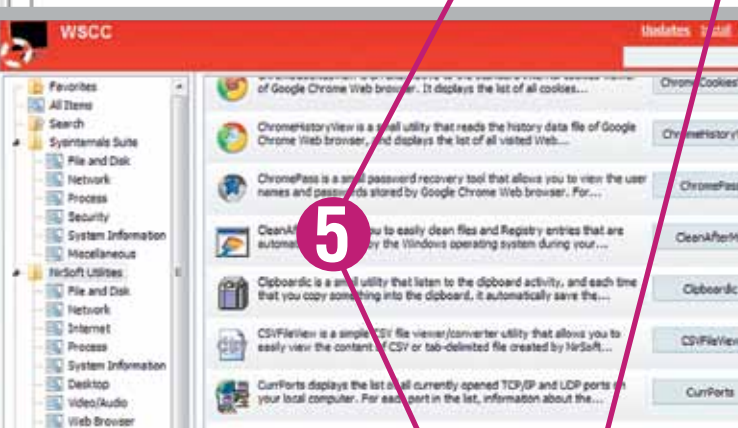 WSCC
Updates Install
Favorites
All Items
Search
Sysinternals Suite
File and Disk
Network
Process
Security
System Information
Miscellaneous
NirSoft Utilities
File and Disk
Network
Internet
Process
System Information
Desktop
Video/Audio
Web Browser
of Google Chrome Web browser. It displays the list of all cookies...
ChromeCookies
ChromeHistoryView is a small utility that reads the history data file of Google
Chrome Web browser, and displays the list of all visited Web...
ChromeHistory
ChromePass is a small password recovery tool that allows you to view the user
names and passwords stored by Google Chrome Web browser. For...
ChromePass
CleanAf you to easily clean files and Registry entries that are
automa by the Windows operating system during your...
CleanAfterM
5
Clipboardic is a small utility that listen to the clipboard activity, and each time
that you copy something into the clipboard, it automatically save the...
Clipboardic
CSVFileView is a simple CSV file viewer/converter utility that allows you to
easily view the content of CSV or tab-delimited file created by NirSoft...
CSVFileView
CurrPorts displays the list of all currently opened TCP/IP and UDP ports on
your local computer. For each port in the list, information about the...
CurrPorts